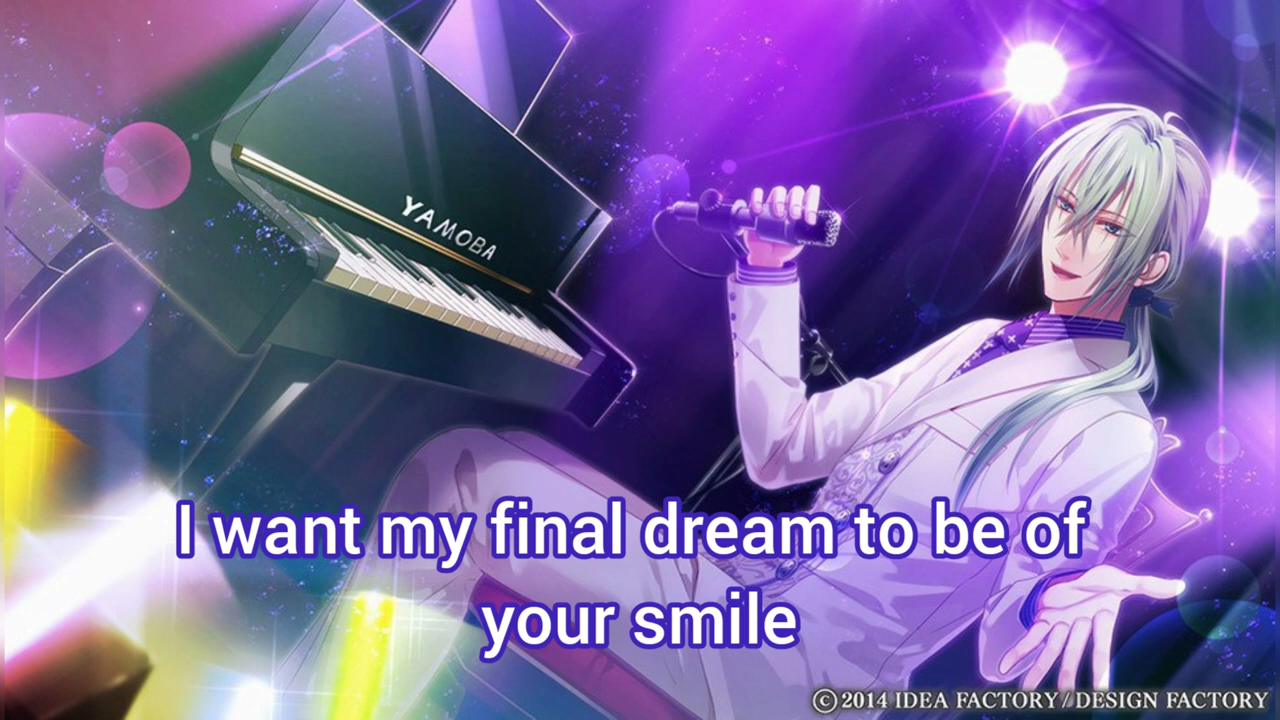 YAMOBA
I want my final dream to be of
your smile
©2014 IDEA FACTORY/DESIGN FACTORY